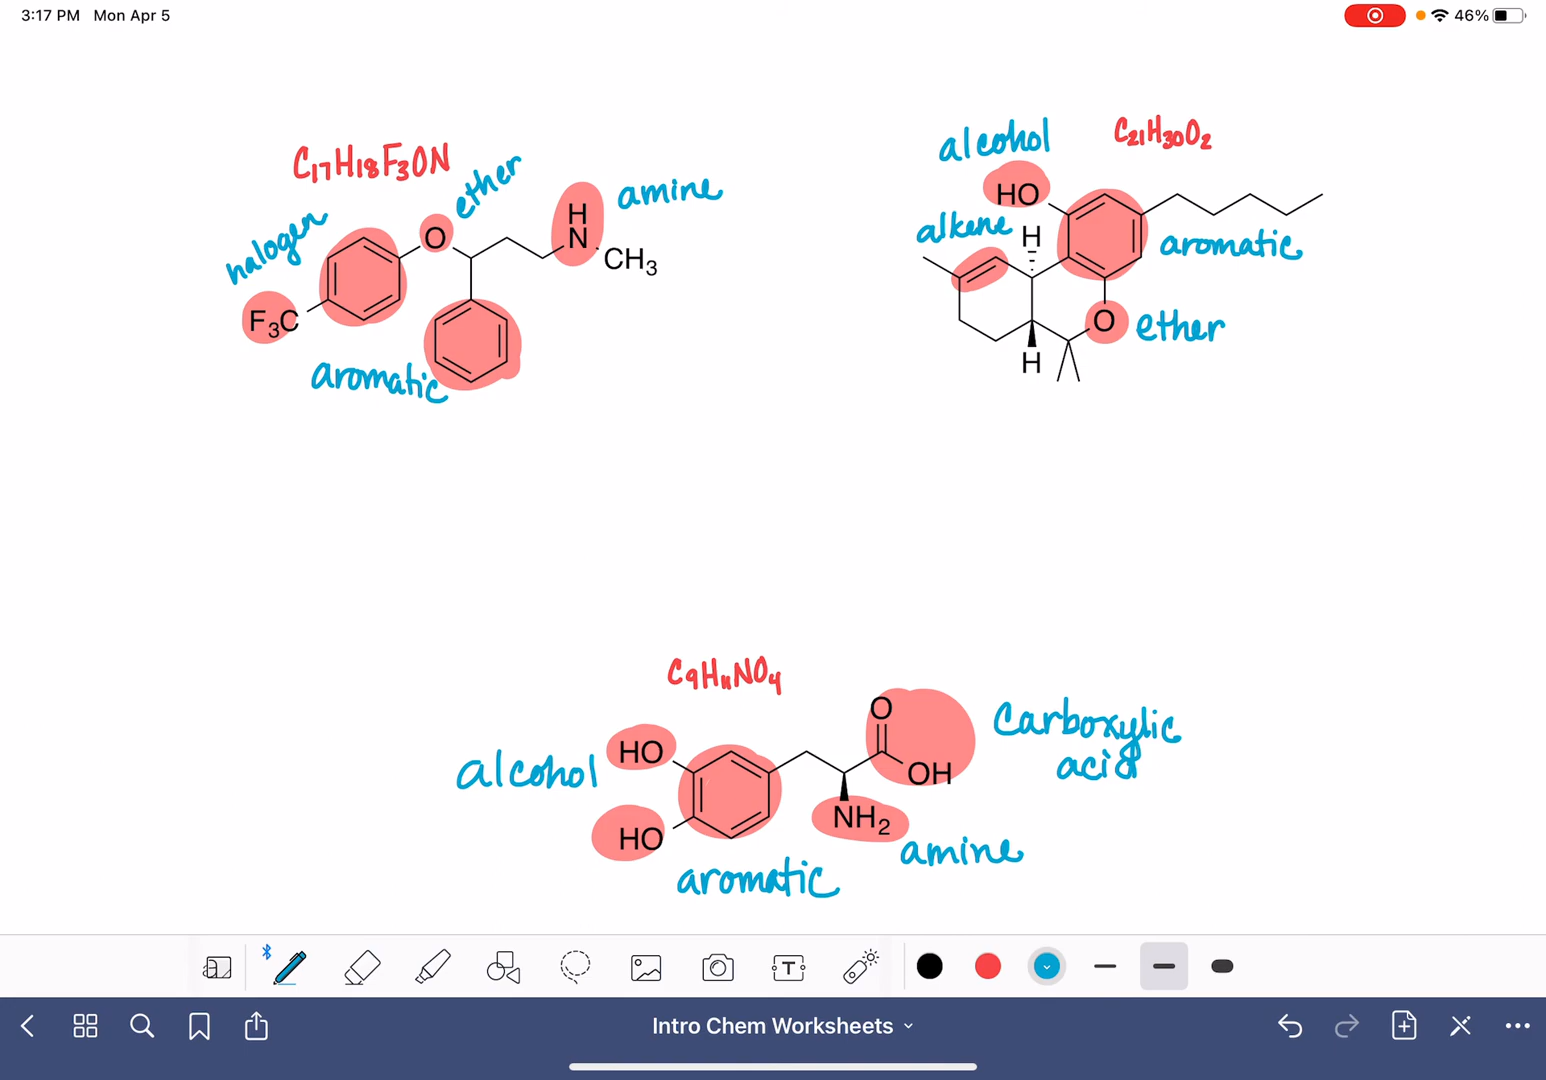 3:17 PM Mon Apr 5
46%
C₁₇H₁₈F₃ON
ether
amine
halogen
O
H
N
CH₃
F₃C
aromatic
alcohol
C₂₁H₃₀O₂
HO
alkene
H
aromatic
O
ether
H
C₉H₁₁NO₄
O
Carboxylic
acid
alcohol
HO
OH
HO
NH₂
amine
aromatic
a
T
Intro Chem Worksheets